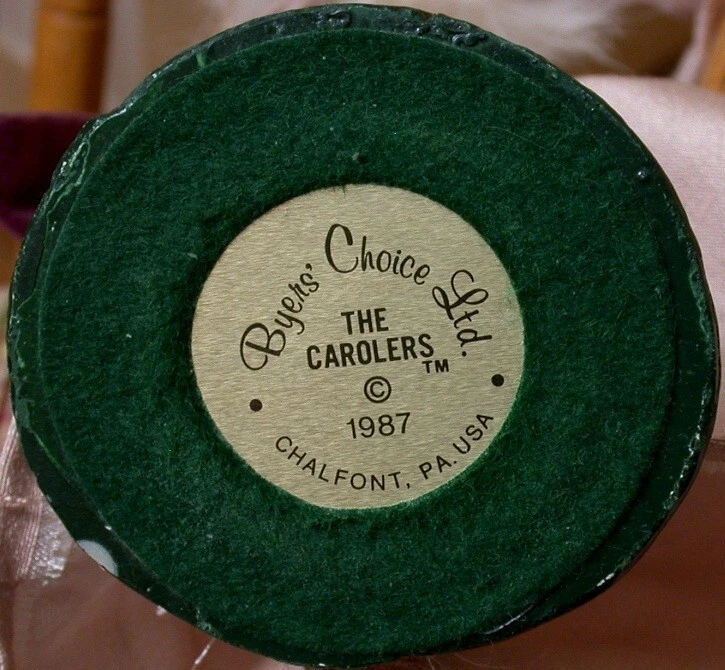 Byers' Choice Ltd.
THE
CAROLERS™
©
1987
CHALFONT, PA. USA